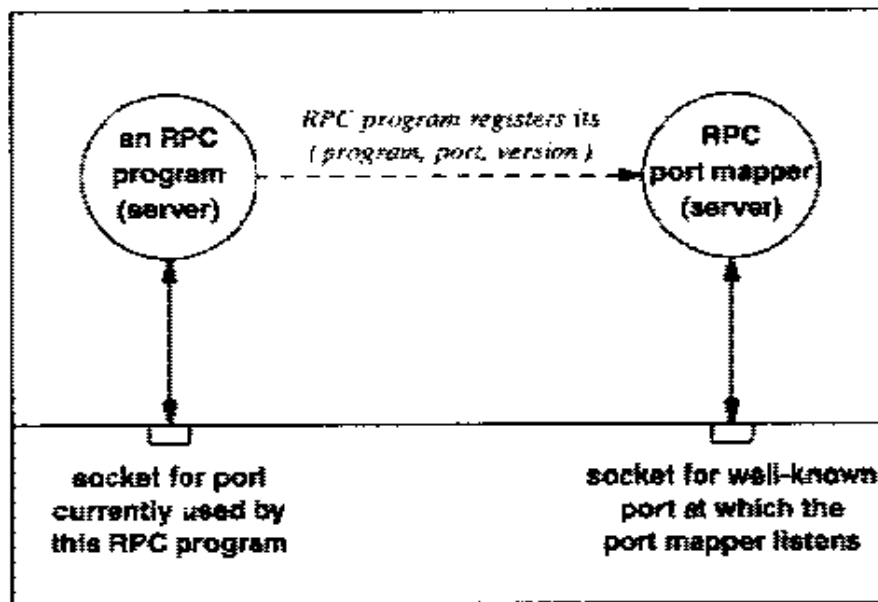 an RPC
program
(server)
RPC program registers its
(program, port, version)
RPC
port mapper
(server)
socket for port
currently used by
this RPC program
socket for well-known
port at which the
port mapper listens